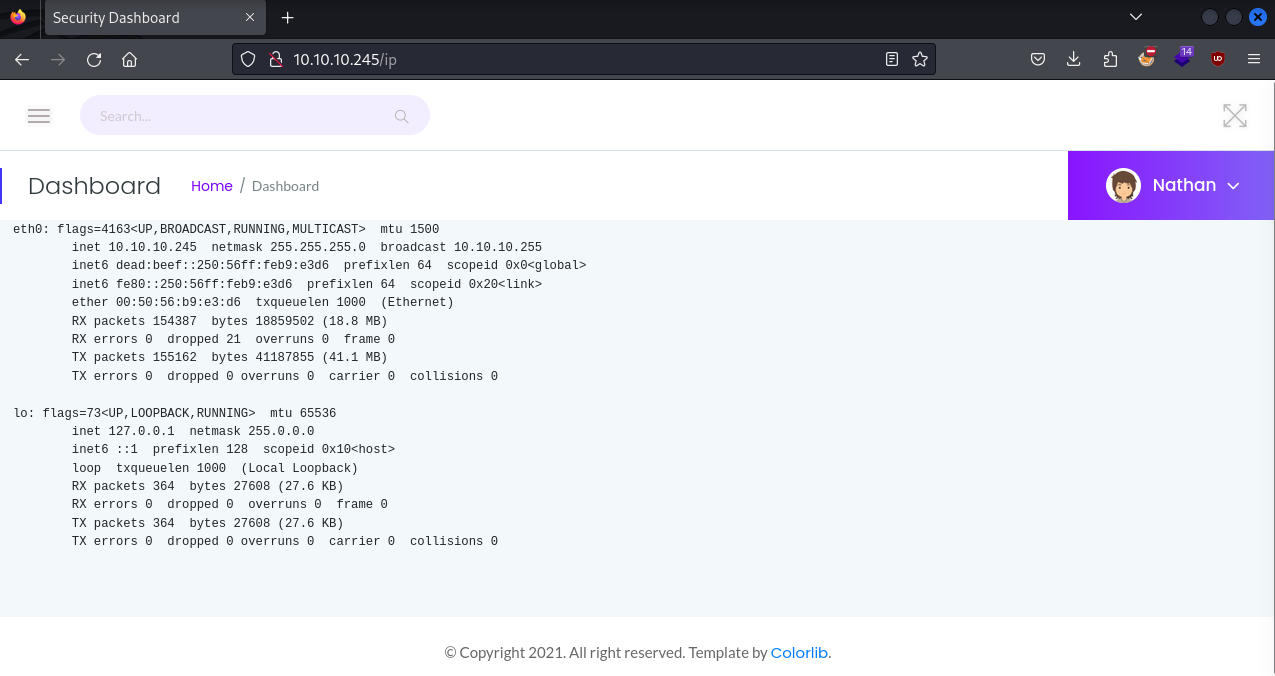 Security Dashboard
10.10.10.245/ip
14
Search...
Dashboard Home / Dashboard
Nathan
eth0: flags=4163<UP,BROADCAST,RUNNING,MULTICAST>  mtu 1500
        inet 10.10.10.245  netmask 255.255.255.0  broadcast 10.10.10.255
        inet6 dead:beef::250:56ff:feb9:e3d6  prefixlen 64  scopeid 0x0<global>
        inet6 fe80::250:56ff:feb9:e3d6  prefixlen 64  scopeid 0x20<link>
        ether 00:50:56:b9:e3:d6  txqueuelen 1000  (Ethernet)
        RX packets 154387  bytes 18859502 (18.8 MB)
        RX errors 0  dropped 21  overruns 0  frame 0
        TX packets 155162  bytes 41187855 (41.1 MB)
        TX errors 0  dropped 0 overruns 0  carrier 0  collisions 0
lo: flags=73<UP,LOOPBACK,RUNNING>  mtu 65536
        inet 127.0.0.1  netmask 255.0.0.0
        inet6 ::1  prefixlen 128  scopeid 0x10<host>
        loop  txqueuelen 1000  (Local Loopback)
        RX packets 364  bytes 27608 (27.6 KB)
        RX errors 0  dropped 0  overruns 0  frame 0
        TX packets 364  bytes 27608 (27.6 KB)
        TX errors 0  dropped 0 overruns 0  carrier 0  collisions 0
© Copyright 2021. All right reserved. Template by Colorlib.